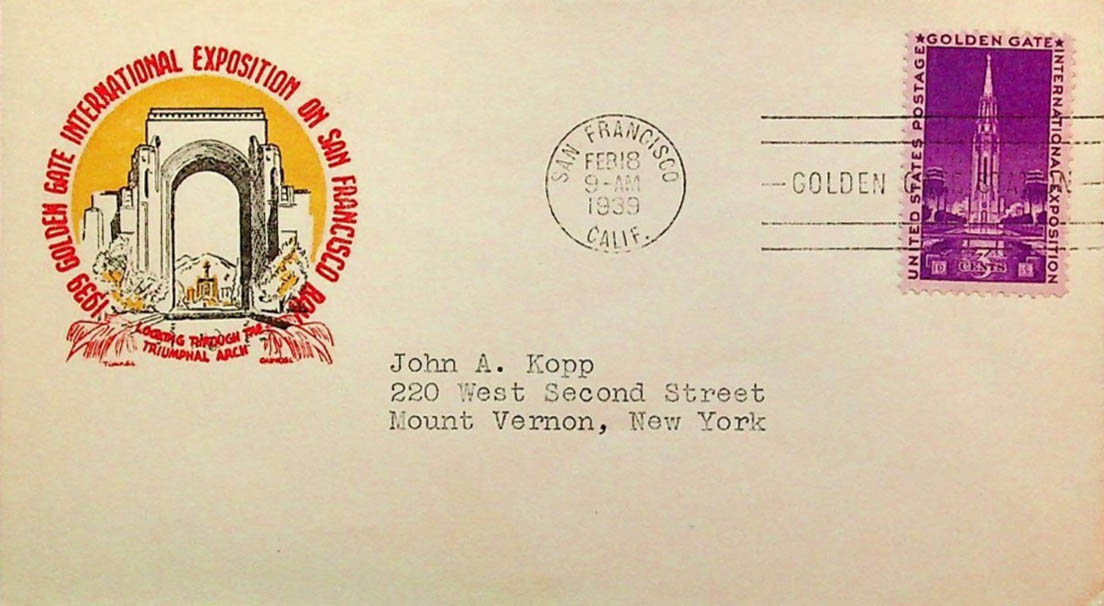 1939 GOLDEN GATE INTERNATIONAL EXPOSITION ON SAN FRANCISCO BAY
LOOKING THROUGH THE
TRIUMPHAL ARCH
SAN FRANCISCO
FEB 18
9-AM
1939
CALIF.
GOLDEN
★GOLDEN GATE★
UNITED STATES POSTAGE
INTERNATIONAL EXPOSITION
3
CENTS
John A. Kopp
220 West Second Street
Mount Vernon, New York